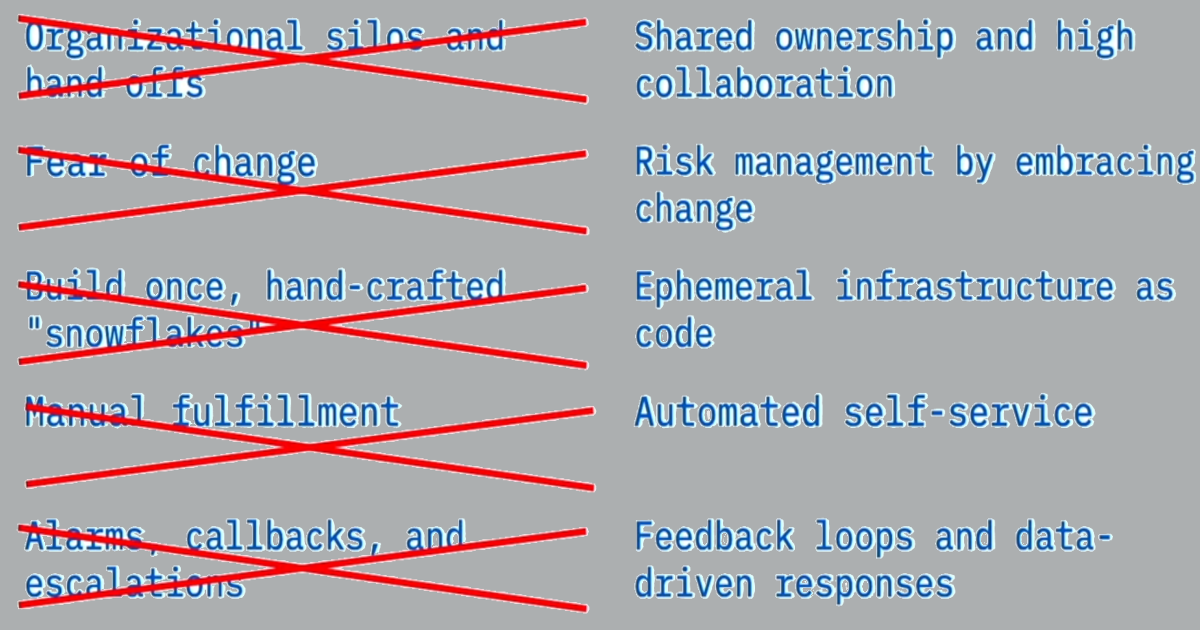 Organizational silos and
hand offs
Shared ownership and high
collaboration
Fear of change
Risk management by embracing
change
Build once, hand-crafted
"snowflakes"
Ephemeral infrastructure as
code
Manual fulfillment
Automated self-service
Alarms, callbacks, and
escalations
Feedback loops and data-
driven responses